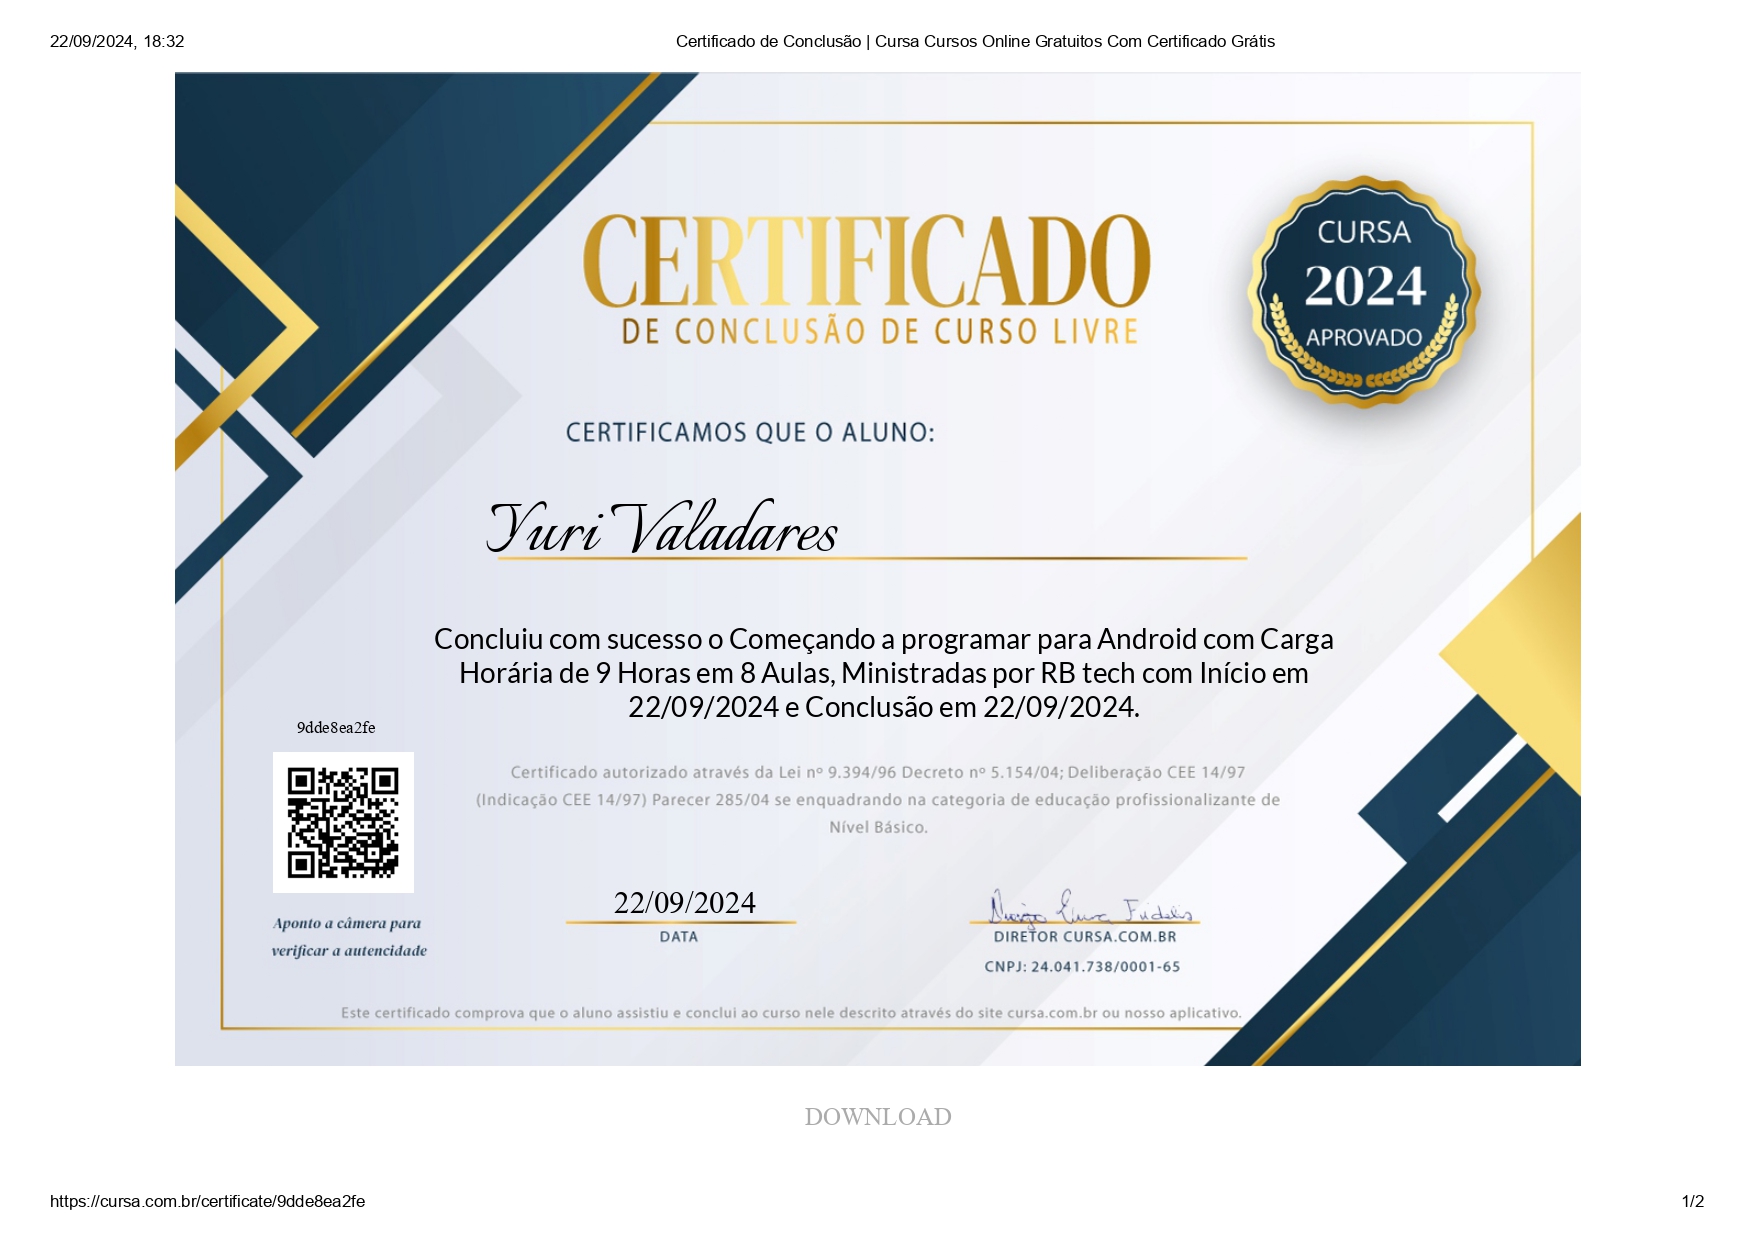 22/09/2024, 18:32
Certificado de Conclusão | Cursa Cursos Online Gratuitos Com Certificado Grátis
CERTIFICADO
DE CONCLUSÃO DE CURSO LIVRE
CURSA
2024
APROVADO
CERTIFICAMOS QUE O ALUNO:
Yuri Valadares
Concluiu com sucesso o Começando a programar para Android com Carga
Horária de 9 Horas em 8 Aulas, Ministradas por RB tech com Início em
22/09/2024 e Conclusão em 22/09/2024.
9dde8ea2fe
Certificado autorizado através da Lei nº 9.394/96 Decreto nº 5.154/04; Deliberação CEE 14/97
(Indicação CEE 14/97) Parecer 285/04 se enquadrando na categoria de educação profissionalizante de
Nível Básico.
Aponto a câmera para
verificar a autencidade
22/09/2024
DATA
DIRETOR CURSA.COM.BR
CNPJ: 24.041.738/0001-65
Este certificado comprova que o aluno assistiu e conclui ao curso nele descrito através do site cursa.com.br ou nosso aplicativo.
DOWNLOAD
https://cursa.com.br/certificate/9dde8ea2fe
1/2